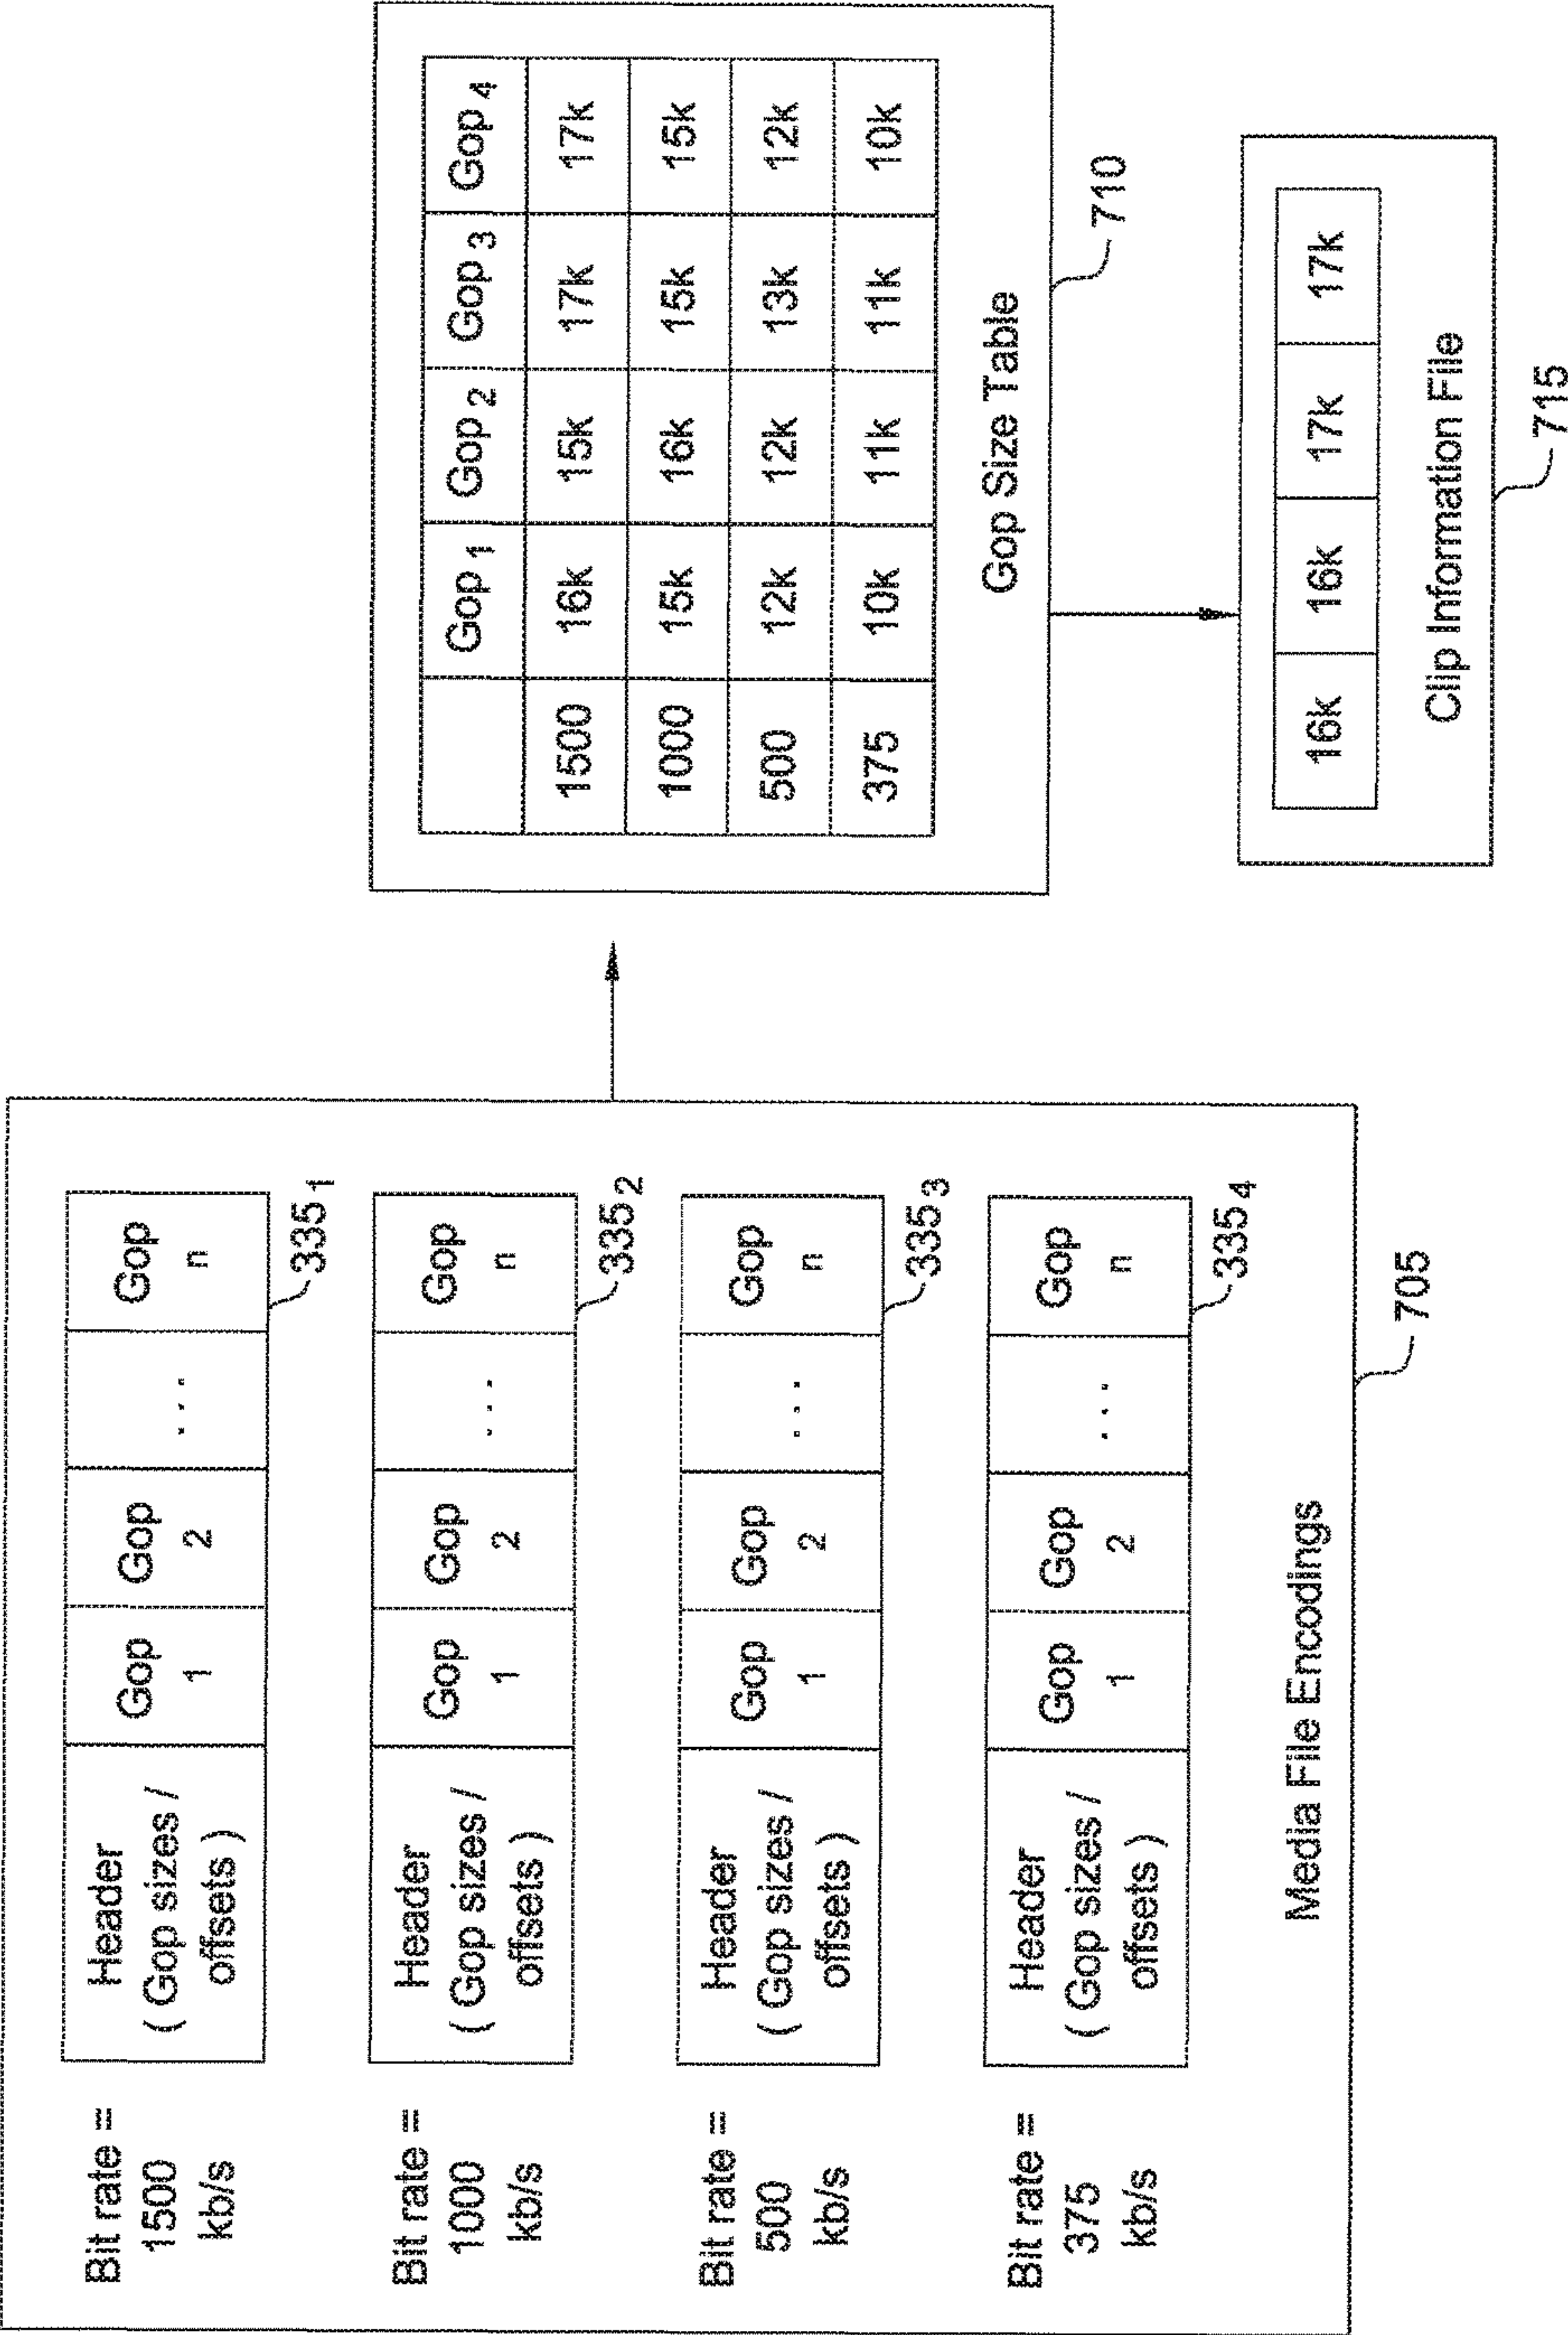 Bit rate =
1500
kb/s
Header
( Gop sizes /
offsets )
Gop
1
Gop
2
. . .
Gop
n
335 1
Bit rate =
1000
kb/s
Header
( Gop sizes /
offsets )
Gop
1
Gop
2
. . .
Gop
n
335 2
Bit rate =
500
kb/s
Header
( Gop sizes /
offsets )
Gop
1
Gop
2
. . .
Gop
n
335 3
Bit rate =
375
kb/s
Header
( Gop sizes /
offsets )
Gop
1
Gop
2
. . .
Gop
n
335 4
Media File Encodings
705
Gop 1 Gop 2 Gop 3 Gop 4
1500 16k 15k 17k 17k
1000 15k 16k 15k 15k
500 12k 12k 13k 12k
375 10k 11k 11k 10k
Gop Size Table
710
16k 16k 17k 17k
Clip Information File
715